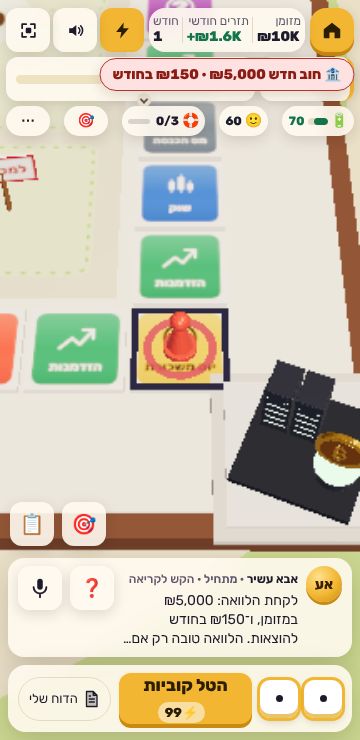 מזומן
₪10K
תזרים חודשי
+₪1.6K
חודש
1
🏦 חוב חדש ₪5,000 • ₪150 בחודש
70
60
0/3
...
מס הכנסה
שוק
הזדמנות
הזדמנות
אבא עשיר • מתחיל • הקש לקריאה
אע
לקחת הלוואה: ₪5,000
במזומן, ו־₪150 בחודש
להוצאות. הלוואה טובה רק אם...
הטל קוביות
⚡99
הדוח שלי